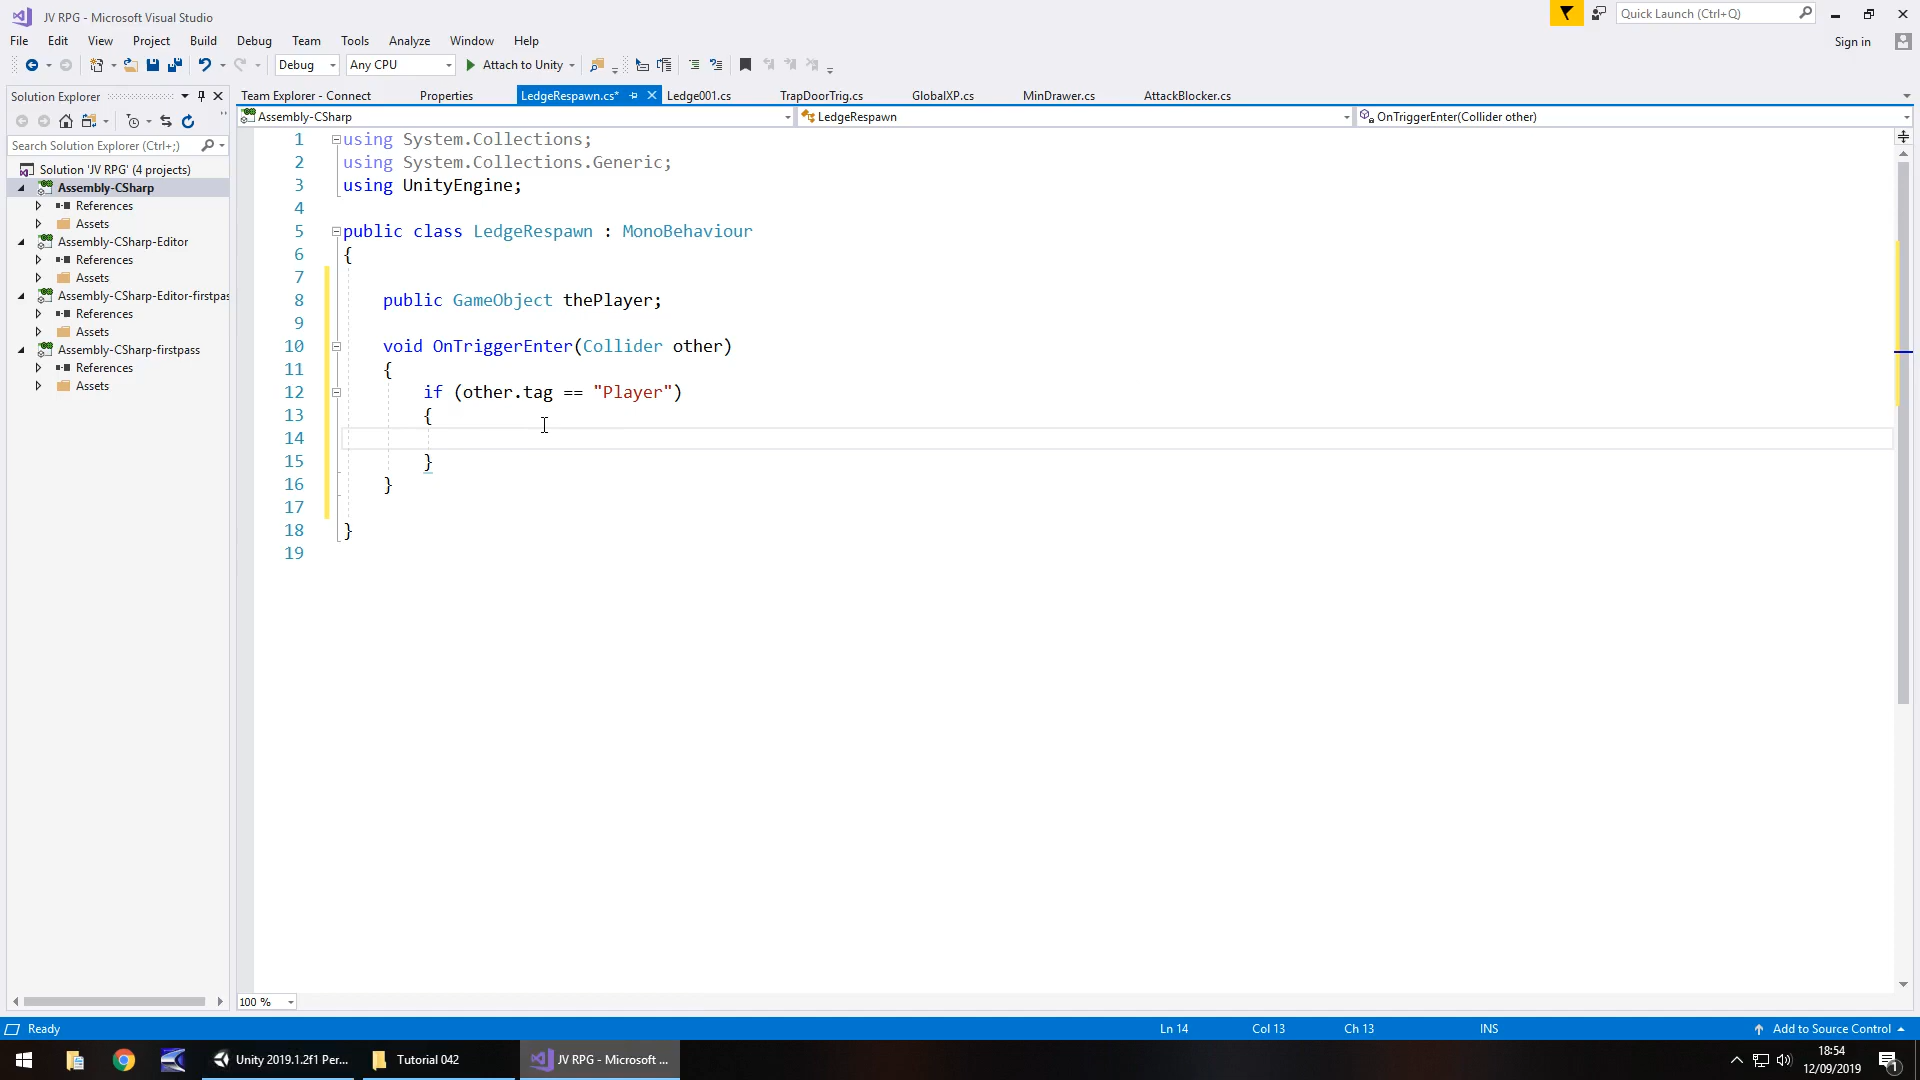 JV RPG - Microsoft Visual Studio
Quick Launch (Ctrl+Q)
File Edit View Project Build Debug Team Tools Analyze Window Help
Sign in
Debug Any CPU Attach to Unity
Solution Explorer
Team Explorer - Connect Properties LedgeRespawn.cs* Ledge001.cs TrapDoorTrig.cs GlobalXP.cs MinDrawer.cs AttackBlocker.cs
Assembly-CSharp LedgeRespawn OnTriggerEnter(Collider other)
Search Solution Explorer (Ctrl+;)
Solution 'JV RPG' (4 projects)
Assembly-CSharp
References
Assets
Assembly-CSharp-Editor
References
Assets
Assembly-CSharp-Editor-firstpas
References
Assets
Assembly-CSharp-firstpass
References
Assets
1 using System.Collections;
2 using System.Collections.Generic;
3 using UnityEngine;
4
5 public class LedgeRespawn : MonoBehaviour
6 {
7
8 public GameObject thePlayer;
9
10 void OnTriggerEnter(Collider other)
11 {
12 if (other.tag == "Player")
13 {
14
15 }
16 }
17
18 }
19
100 %
Ready Ln 14 Col 13 Ch 13 INS Add to Source Control
Unity 2019.1.2f1 Per... Tutorial 042 JV RPG - Microsoft ...
18:54
12/09/2019
1